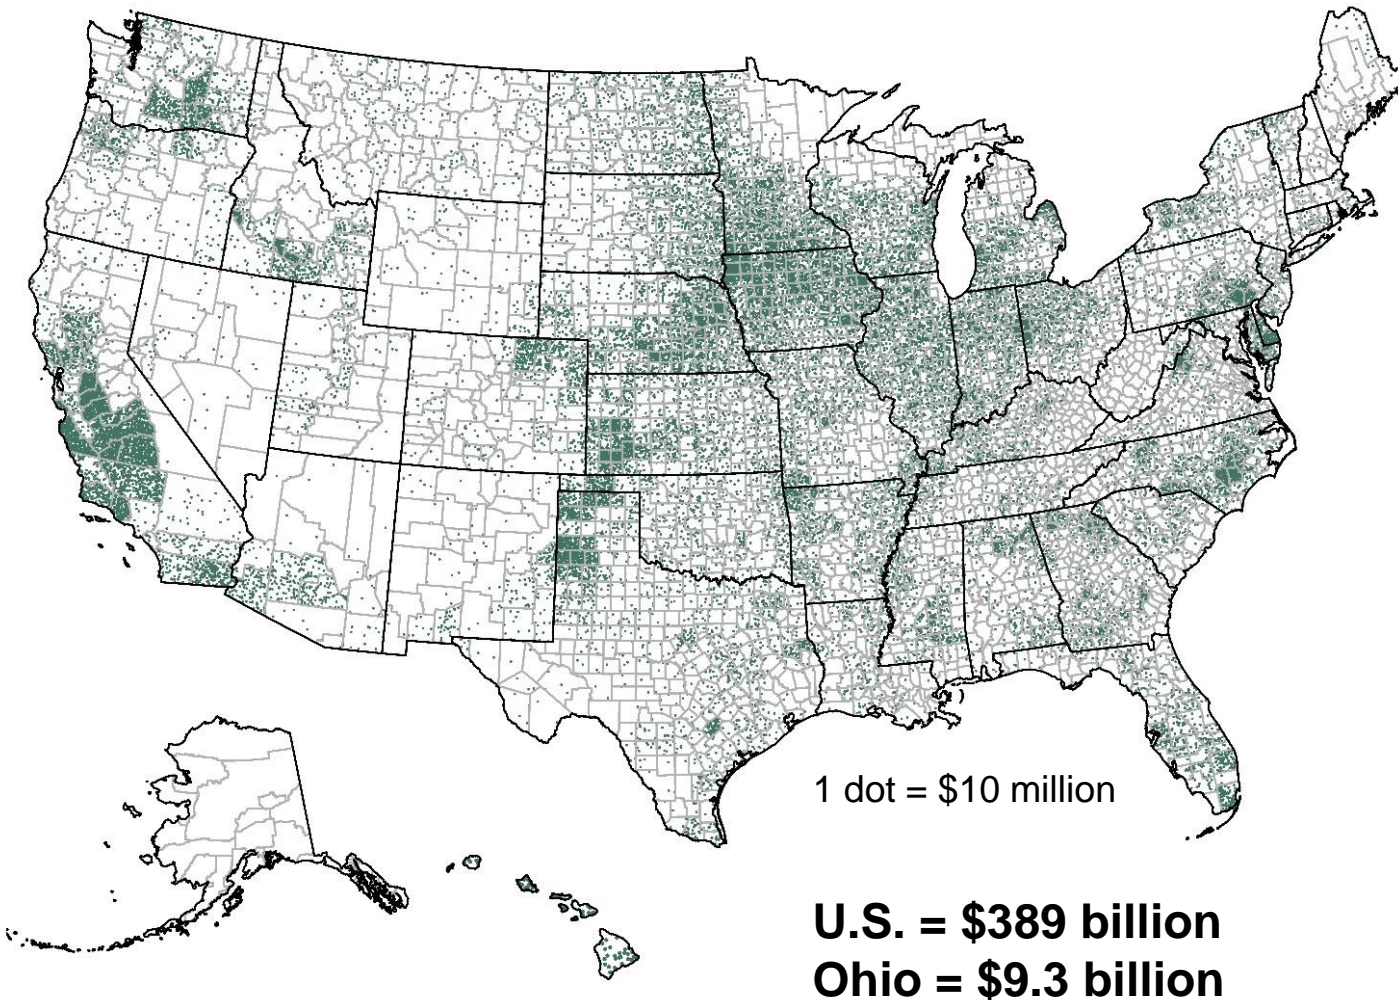 1 dot = $10 million
U.S. = $389 billion
Ohio = $9.3 billion